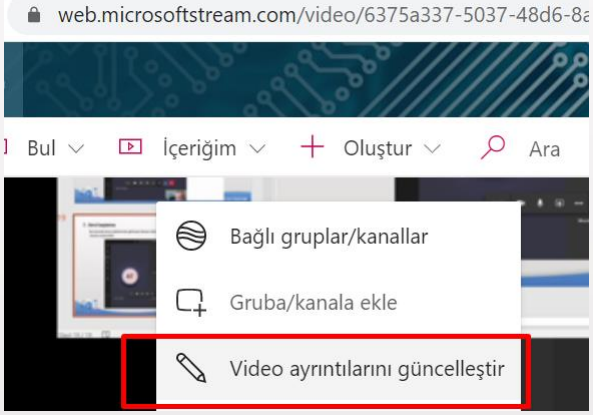 web.microsoftstream.com/video/6375a337-5037-48d6-8a
Bul İçeriğim Oluştur Ara
Bağlı gruplar/kanallar
Gruba/kanala ekle
Video ayrıntılarını güncelleştir